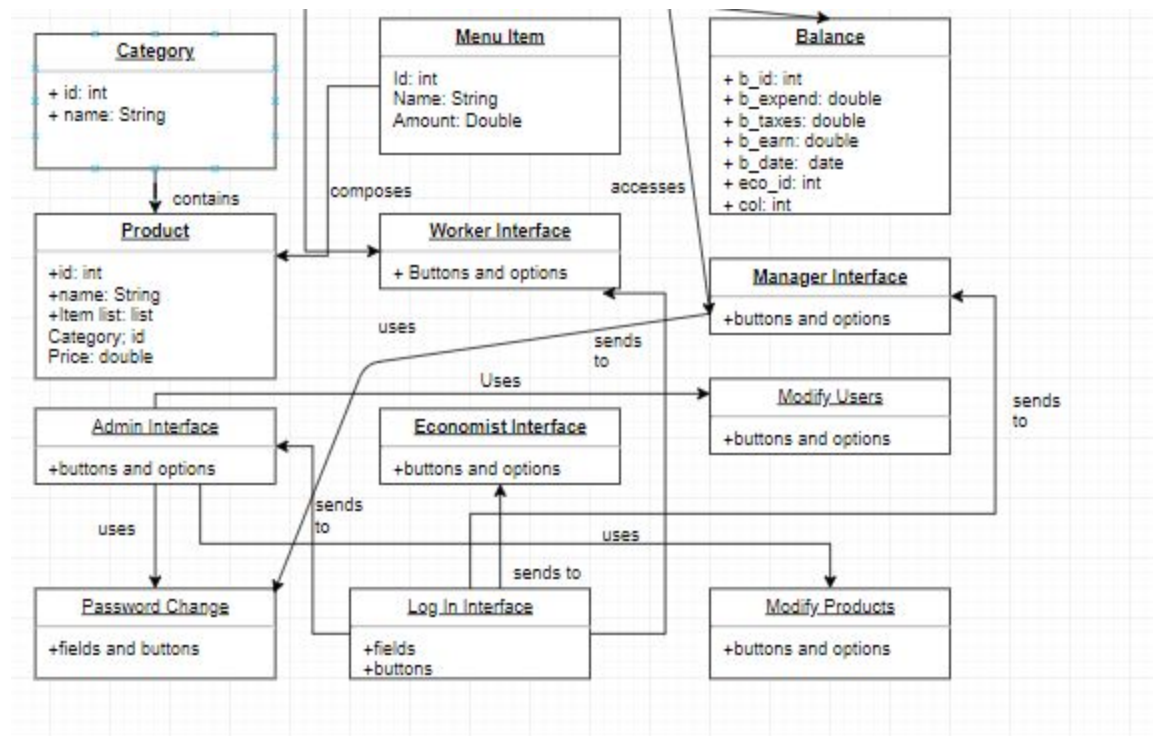 Category
+ id: int
+ name: String
Menu Item
Id: int
Name: String
Amount: Double
Balance
+ b_id: int
+ b_expend: double
+ b_taxes: double
+ b_earn: double
+ b_date: date
+ eco_id: int
+ col: int
contains
composes
accesses
Product
+id: int
+name: String
+Item list: list
Category; id
Price: double
Worker Interface
+ Buttons and options
Manager Interface
+buttons and options
uses
sends
to
Uses
Modify Users
+buttons and options
sends
to
Admin Interface
+buttons and options
Economist Interface
+buttons and options
uses
sends
to
uses
sends to
Password Change
+fields and buttons
Log In Interface
+fields
+buttons
Modify Products
+buttons and options